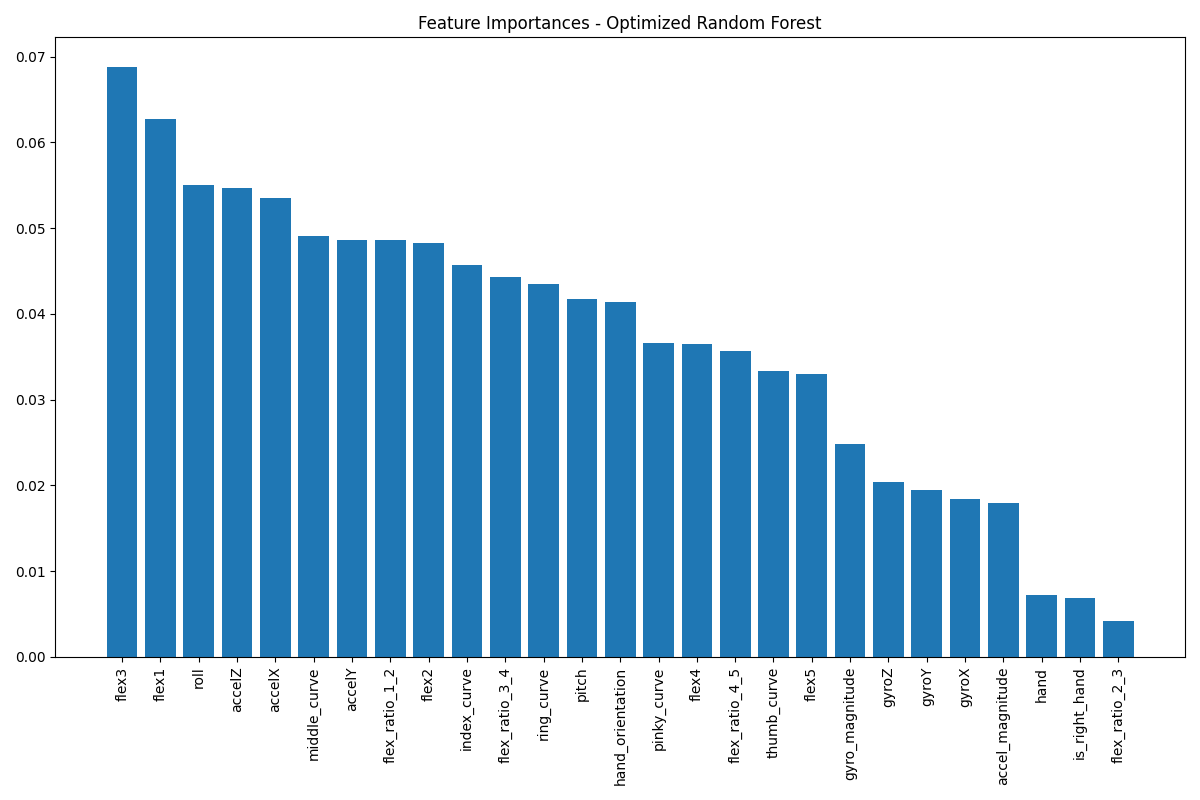 Feature Importances - Optimized Random Forest
0.07
0.06
0.05
0.04
0.03
0.02
0.01
0.00
flex3
flex1
roll
accelZ
accelX
middle_curve
accelY
flex_ratio_1_2
flex2
index_curve
flex_ratio_3_4
ring_curve
pitch
hand_orientation
pinky_curve
flex4
flex_ratio_4_5
thumb_curve
flex5
gyro_magnitude
gyroZ
gyroY
gyroX
accel_magnitude
hand
is_right_hand
flex_ratio_2_3